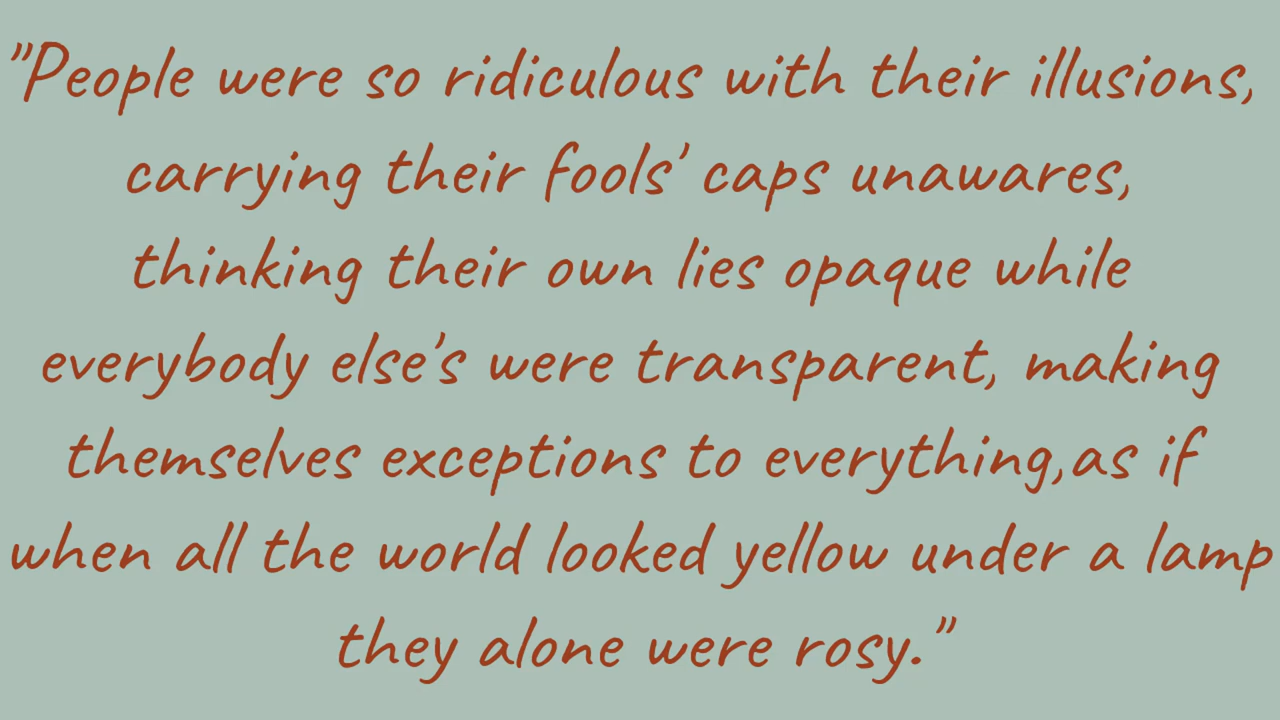 "People were so ridiculous with their illusions,
carrying their fools' caps unawares,
thinking their own lies opaque while
everybody else's were transparent, making
themselves exceptions to everything,as if
when all the world looked yellow under a lamp
they alone were rosy."